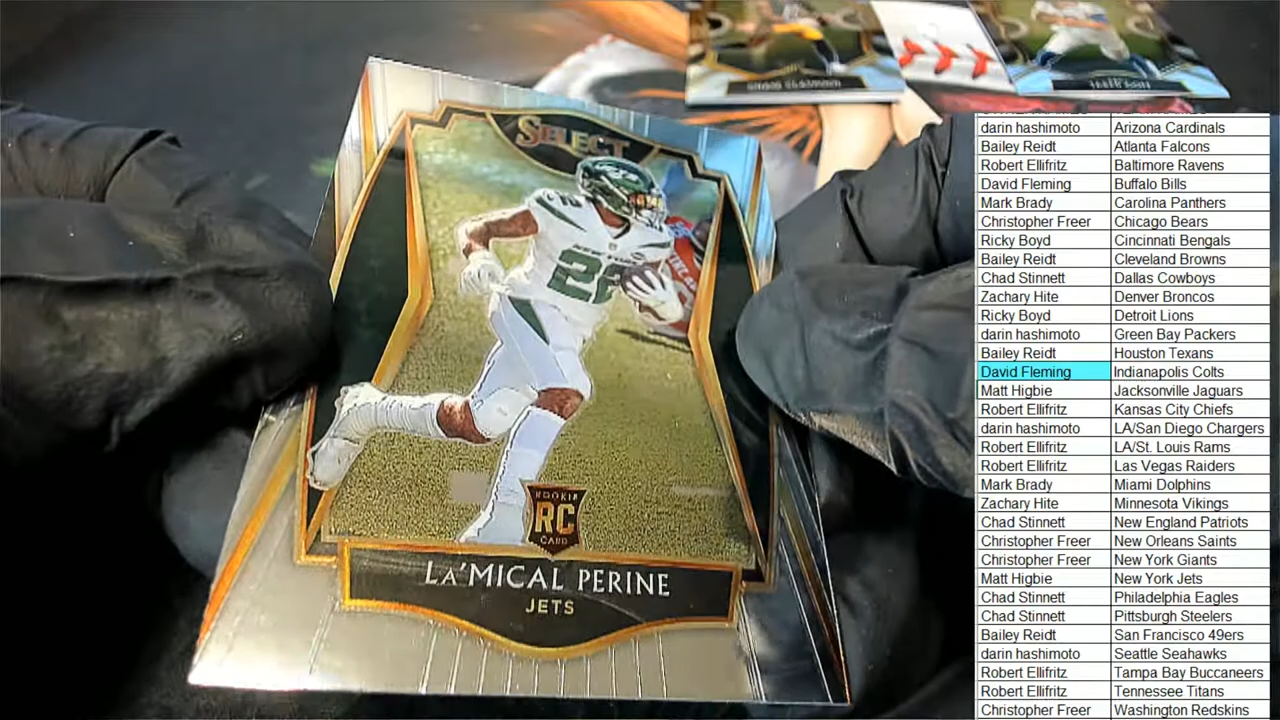 SELECT
22
ROOKIE
RC
CARD
LA'MICAL PERINE
JETS
darin hashimoto Arizona Cardinals
Bailey Reidt Atlanta Falcons
Robert Ellifritz Baltimore Ravens
David Fleming Buffalo Bills
Mark Brady Carolina Panthers
Christopher Freer Chicago Bears
Ricky Boyd Cincinnati Bengals
Bailey Reidt Cleveland Browns
Chad Stinnett Dallas Cowboys
Zachary Hite Denver Broncos
Ricky Boyd Detroit Lions
darin hashimoto Green Bay Packers
Bailey Reidt Houston Texans
David Fleming Indianapolis Colts
Matt Higbie Jacksonville Jaguars
Robert Ellifritz Kansas City Chiefs
darin hashimoto LA/San Diego Chargers
Robert Ellifritz LA/St. Louis Rams
Robert Ellifritz Las Vegas Raiders
Mark Brady Miami Dolphins
Zachary Hite Minnesota Vikings
Chad Stinnett New England Patriots
Christopher Freer New Orleans Saints
Christopher Freer New York Giants
Matt Higbie New York Jets
Chad Stinnett Philadelphia Eagles
Chad Stinnett Pittsburgh Steelers
Bailey Reidt San Francisco 49ers
darin hashimoto Seattle Seahawks
Robert Ellifritz Tampa Bay Buccaneers
Robert Ellifritz Tennessee Titans
Christopher Freer Washington Redskins